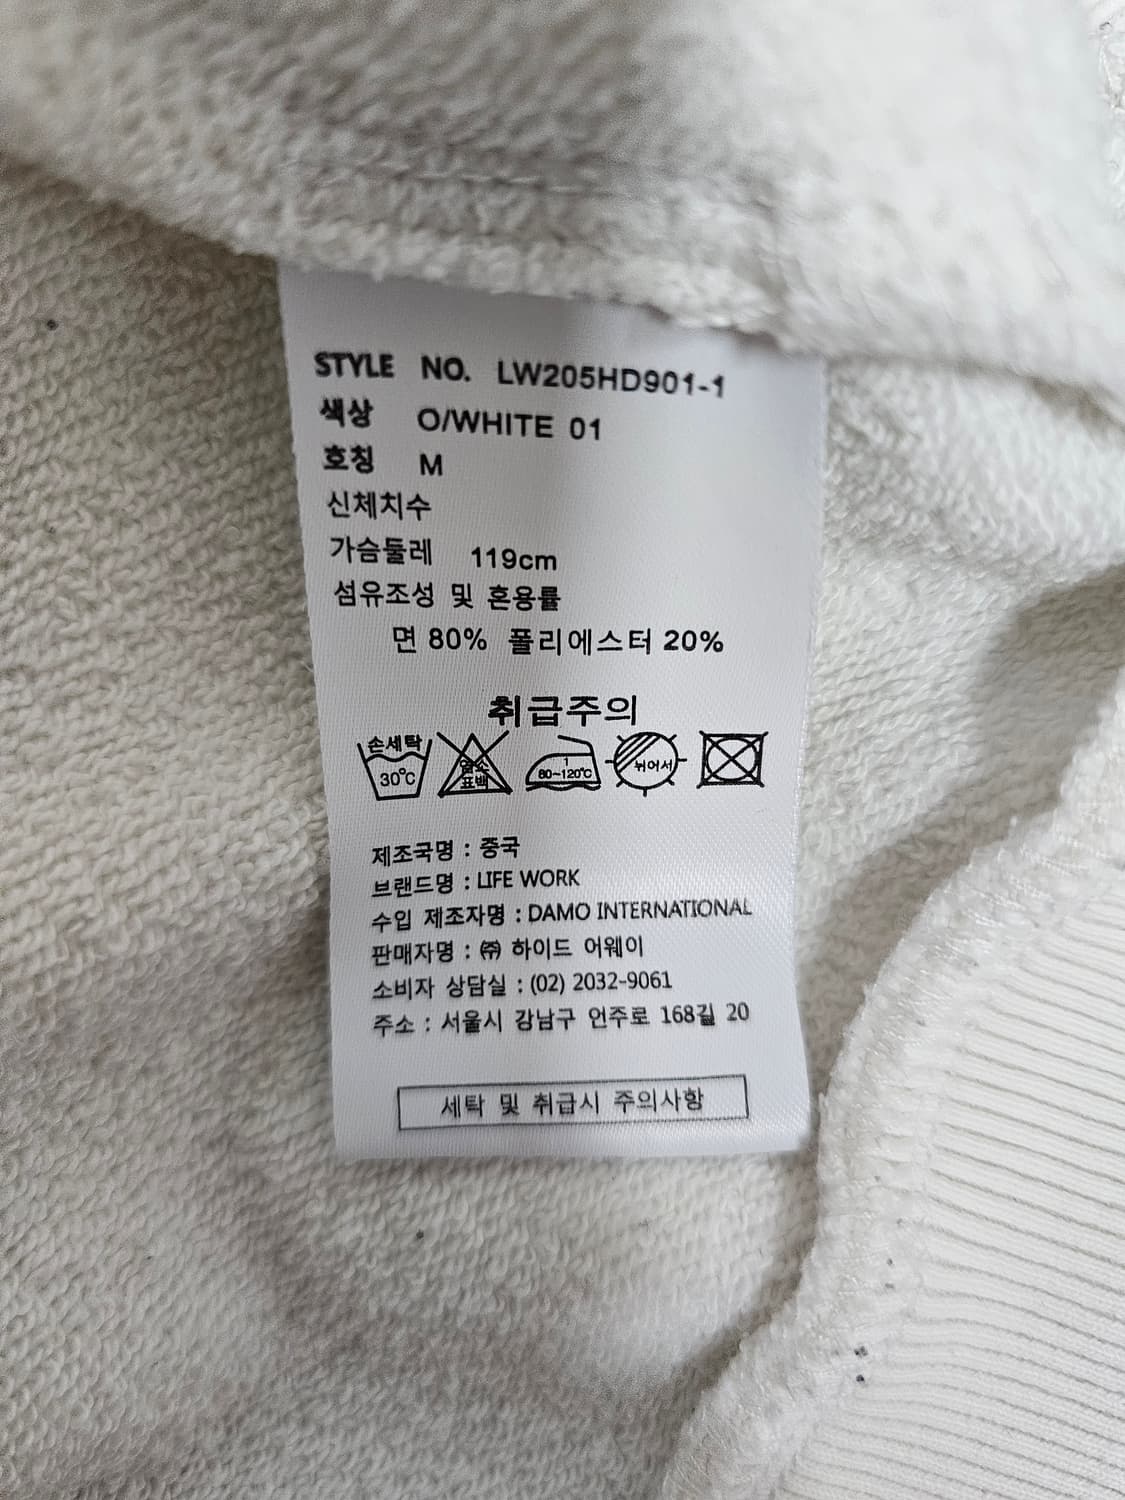 STYLE NO. LW205HD901-1
색상 O/WHITE 01
호칭 M
신체치수
가슴둘레 119cm
섬유조성 및 혼용률
면 80% 폴리에스터 20%
취급주의
손세탁
30℃
염소
표백
1
80~120℃
뉘어서
제조국명 : 중국
브랜드명 : LIFE WORK
수입 제조자명 : DAMO INTERNATIONAL
판매자명 : ㈜ 하이드 어웨이
소비자 상담실 : (02) 2032-9061
주소 : 서울시 강남구 언주로 168길 20
세탁 및 취급시 주의사항